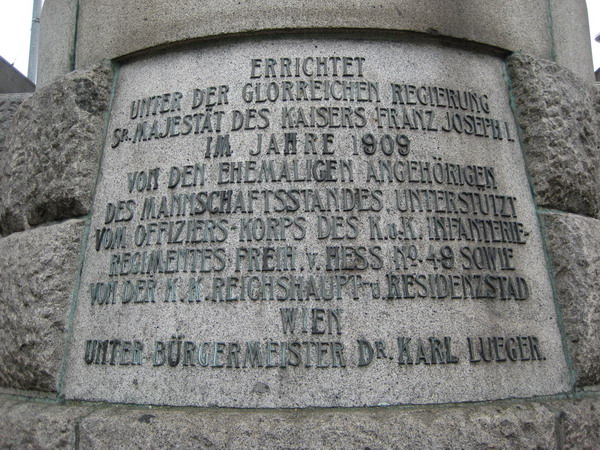 ERRICHTET
UNTER DER GLORREICHEN REGIERUNG
Sr. MAJESTÄT DES KAISERS FRANZ JOSEPH I.
IM JAHRE 1909
VON DEN EHEMALIGEN ANGEHÖRIGEN
DES MANNSCHAFTSSTANDES UNTERSTÜTZT
VOM OFFIZIERS-KORPS DES K.u.K. INFANTERIE-
REGIMENTES FREIH. v. HESS No. 49 SOWIE
VON DER K.K. REICHSHAUPT- u. RESIDENZSTADT
WIEN
UNTER BÜRGERMEISTER DR. KARL LUEGER.